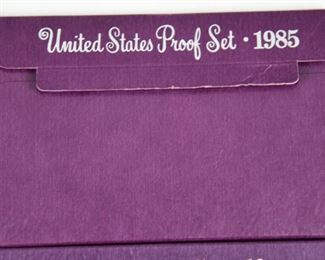 United States Proof Set · 1985